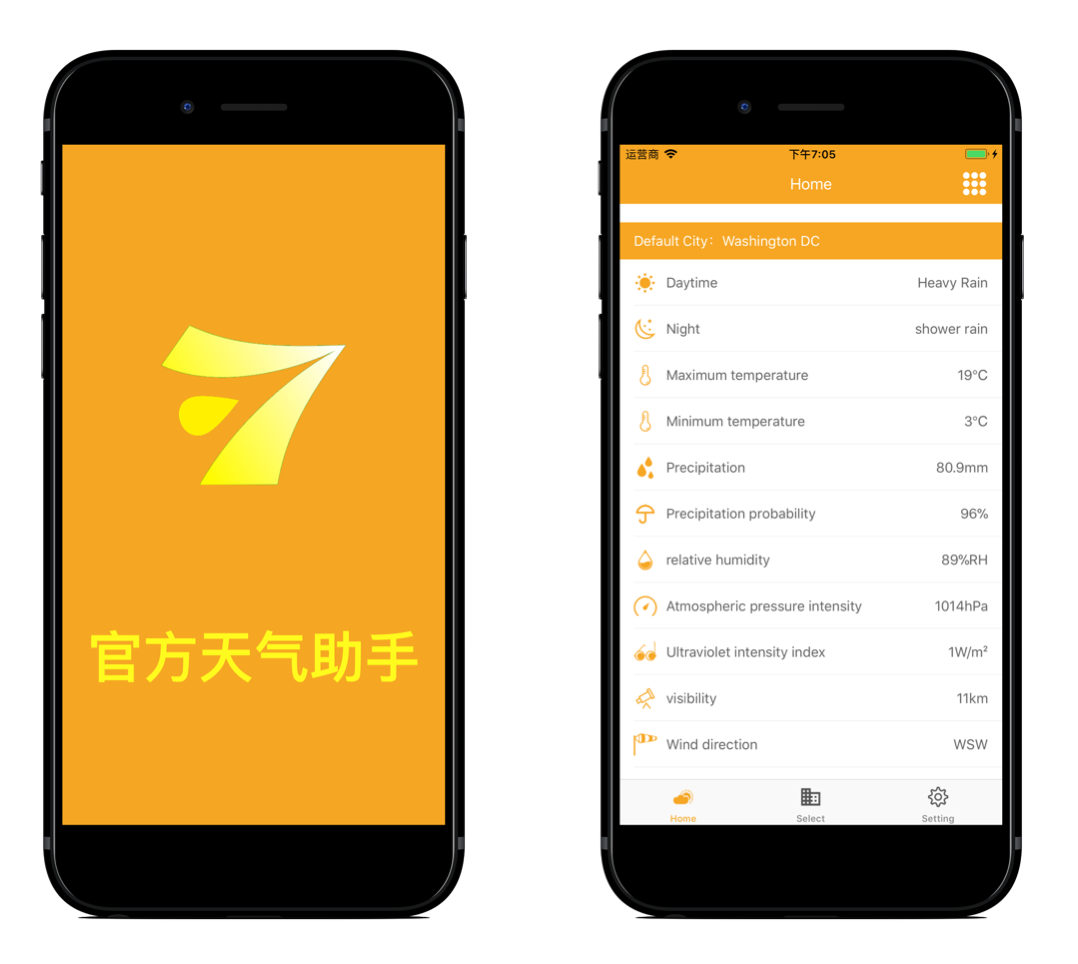 官方天气助手
运营商 下午7:05
Home
Default City：Washington DC
Daytime Heavy Rain
Night shower rain
Maximum temperature 19°C
Minimum temperature 3°C
Precipitation 80.9mm
Precipitation probability 96%
relative humidity 89%RH
Atmospheric pressure intensity 1014hPa
Ultraviolet intensity index 1W/m²
visibility 11km
Wind direction WSW
Home Select Setting